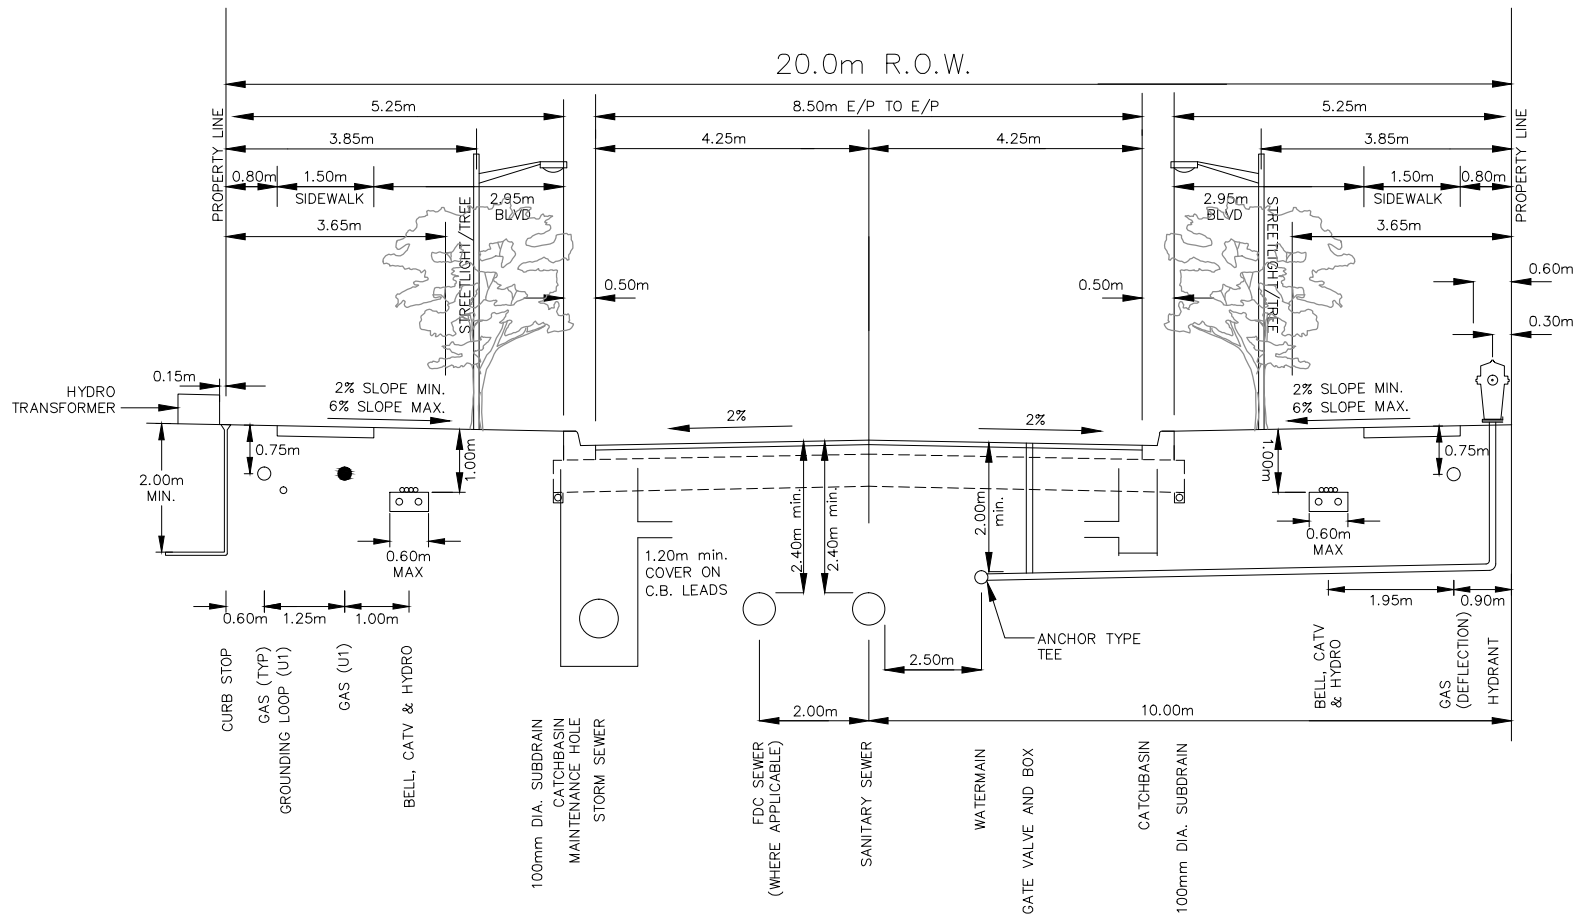 20.0m R.O.W.
5.25m
8.50m E/P TO E/P
5.25m
3.85m
4.25m
4.25m
3.85m
PROPERTY LINE
PROPERTY LINE
0.80m
1.50m
SIDEWALK
2.95m
BLVD
2.95m
BLVD
1.50m
SIDEWALK
0.80m
3.65m
3.65m
STREETLIGHT/TREE
STREETLIGHT/TREE
0.50m
0.50m
0.60m
0.30m
0.15m
HYDRO
TRANSFORMER
2% SLOPE MIN.
6% SLOPE MAX.
2%
2%
2% SLOPE MIN.
6% SLOPE MAX.
0.75m
1.00m
1.00m
0.75m
2.00m
MIN.
2.40m min.
2.40m min.
2.00m
min.
0.60m
MAX
1.20m min.
COVER ON
C.B. LEADS
0.60m
MAX
0.60m
1.25m
1.00m
1.95m
0.90m
ANCHOR TYPE
TEE
2.50m
2.00m
10.00m
CURB STOP
GAS (TYP)
GROUNDING LOOP (U1)
GAS (U1)
BELL, CATV & HYDRO
100mm DIA. SUBDRAIN
CATCHBASIN
MAINTENANCE HOLE
STORM SEWER
FDC SEWER
(WHERE APPLICABLE)
SANITARY SEWER
WATERMAIN
GATE VALVE AND BOX
CATCHBASIN
100mm DIA. SUBDRAIN
BELL, CATV
& HYDRO
GAS
(DEFLECTION)
HYDRANT